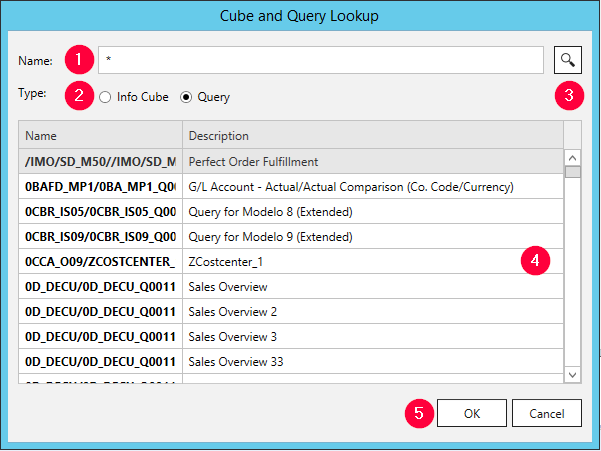 Cube and Query Lookup
Name: 1 *
Type: 2 Info Cube Query 3
Name Description
/IMO/SD_M50//IMO/SD_M Perfect Order Fulfillment
0BAFD_MP1/0BA_MP1_Q00 G/L Account - Actual/Actual Comparison (Co. Code/Currency)
0CBR_IS05/0CBR_IS05_Q00 Query for Modelo 8 (Extended)
0CBR_IS09/0CBR_IS09_Q00 Query for Modelo 9 (Extended)
0CCA_O09/ZCOSTCENTER_ ZCostcenter_1 4
0D_DECU/0D_DECU_Q0011 Sales Overview
0D_DECU/0D_DECU_Q0011 Sales Overview 2
0D_DECU/0D_DECU_Q0011 Sales Overview 3
0D_DECU/0D_DECU_Q0011 Sales Overview 33
5 OK Cancel